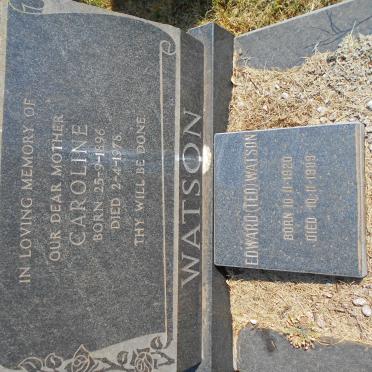 IN LOVING MEMORY OF
OUR DEAR MOTHER
CAROLINE
BORN 25-9-1896
DIED 2-4-1978
THY WILL BE DONE.
WATSON
EDWARD (TED) WATSON
BORN 10-11-1920
DIED 10-11-1989